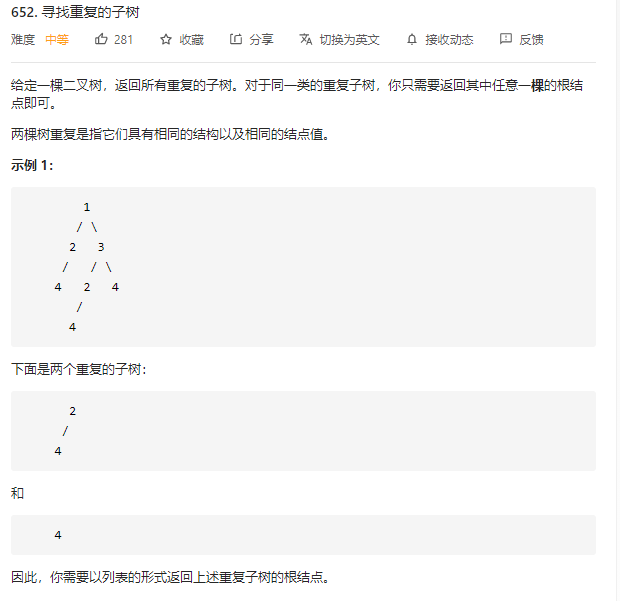 652. 寻找重复的子树
难度 中等 281 收藏 分享 切换为英文 接收动态 反馈
给定一棵二叉树，返回所有重复的子树。对于同一类的重复子树，你只需要返回其中任意一棵的根结
点即可。
两棵树重复是指它们具有相同的结构以及相同的结点值。
示例 1：
1
/ \
2 3
/ / \
4 2 4
/
4
下面是两个重复的子树：
2
/
4
和
4
因此，你需要以列表的形式返回上述重复子树的根结点。